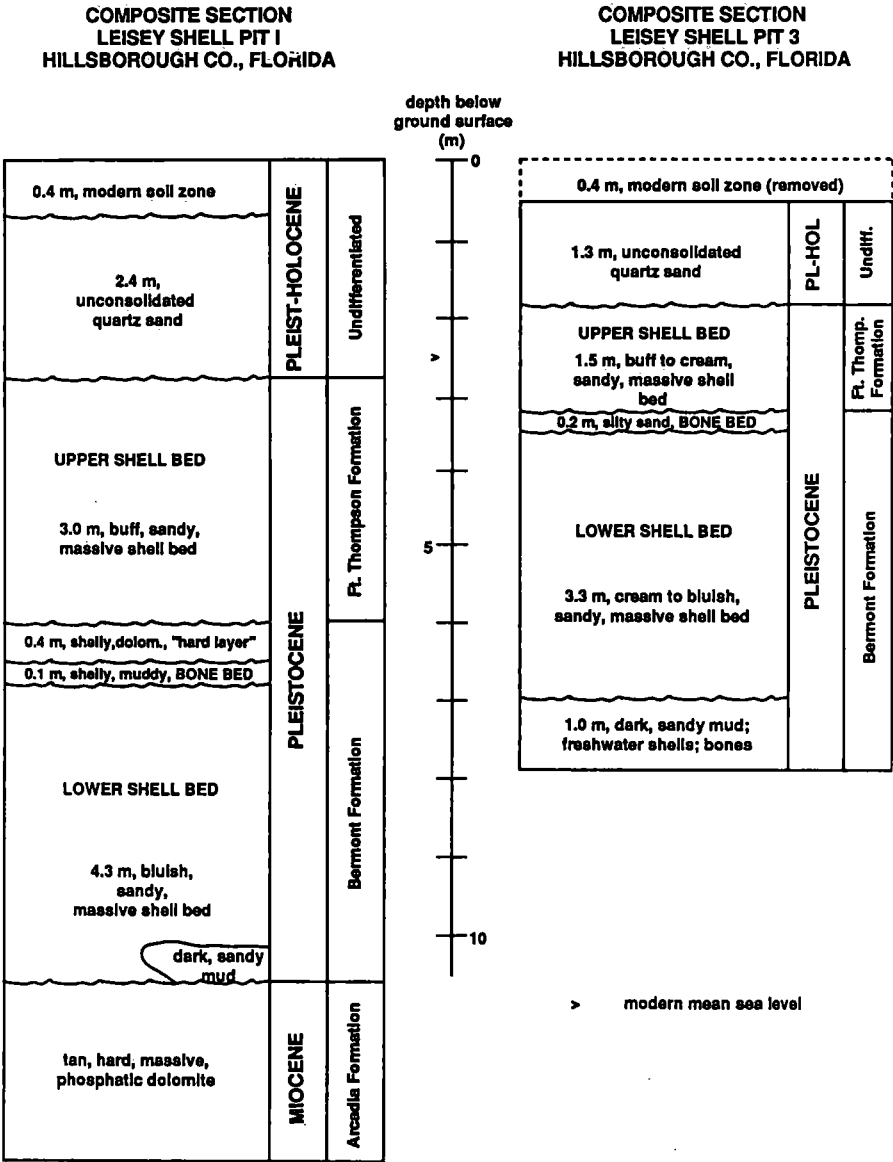 COMPOSITE SECTION
LEISEY SHELL PIT I
HILLSBOROUGH CO., FLORIDA
COMPOSITE SECTION
LEISEY SHELL PIT 3
HILLSBOROUGH CO., FLORIDA
depth below
ground surface
(m)
0
5
10
0.4 m, modern soil zone
2.4 m,
unconsolidated
quartz sand
PLEIST-HOLOCENE
Undifferentiated
UPPER SHELL BED
3.0 m, buff, sandy,
massive shell bed
Ft. Thompson Formation
0.4 m, shelly,dolom., "hard layer"
0.1 m, shelly, muddy, BONE BED
PLEISTOCENE
LOWER SHELL BED
4.3 m, bluish,
sandy,
massive shell bed
dark, sandy
mud
Bermont Formation
tan, hard, massive,
phosphatic dolomite
MIOCENE
Arcadia Formation
>
0.4 m, modern soil zone (removed)
1.3 m, unconsolidated
quartz sand
PL-HOL
Undiff.
UPPER SHELL BED
1.5 m, buff to cream,
sandy, massive shell
bed
Ft. Thomp.
Formation
0.2 m, silty sand, BONE BED
LOWER SHELL BED
3.3 m, cream to bluish,
sandy, massive shell bed
PLEISTOCENE
Bermont Formation
1.0 m, dark, sandy mud;
freshwater shells; bones
> modern mean sea level